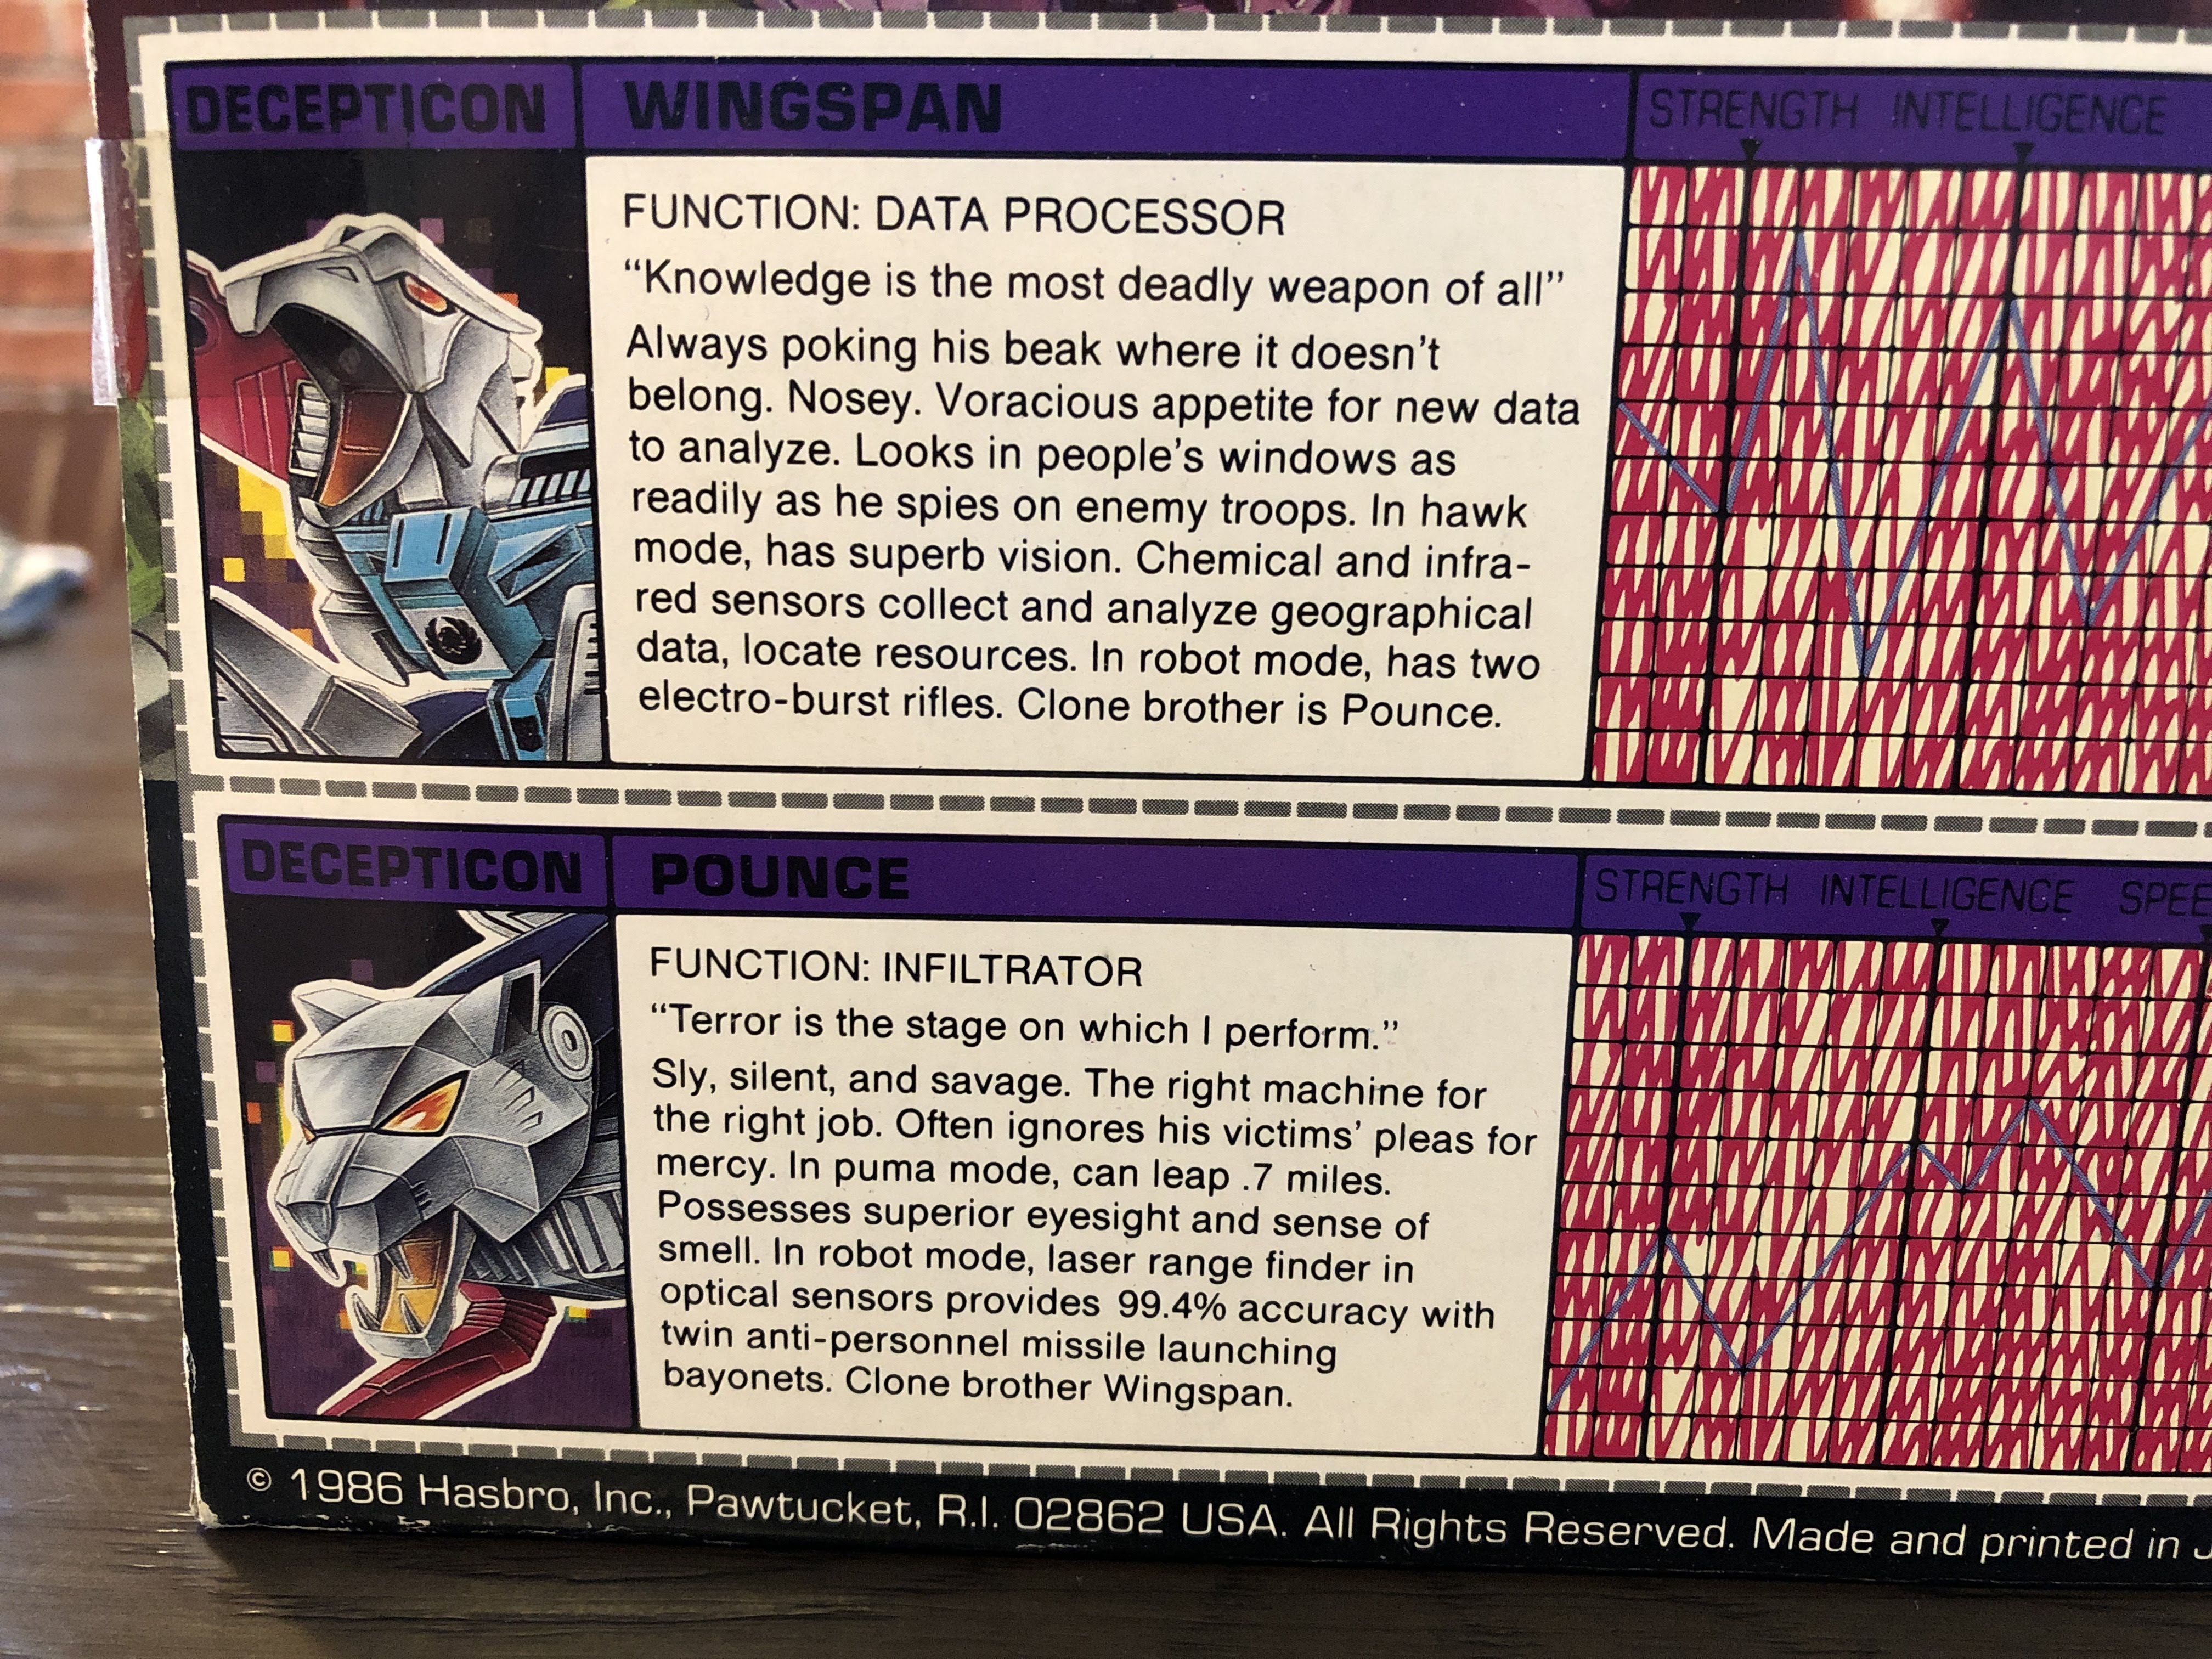 DECEPTICON WINGSPAN STRENGTH INTELLIGENCE
FUNCTION: DATA PROCESSOR
“Knowledge is the most deadly weapon of all”
Always poking his beak where it doesn’t
belong. Nosey. Voracious appetite for new data
to analyze. Looks in people’s windows as
readily as he spies on enemy troops. In hawk
mode, has superb vision. Chemical and infra-
red sensors collect and analyze geographical
data, locate resources. In robot mode, has two
electro-burst rifles. Clone brother is Pounce.
DECEPTICON POUNCE STRENGTH INTELLIGENCE SPEE
FUNCTION: INFILTRATOR
“Terror is the stage on which I perform.”
Sly, silent, and savage. The right machine for
the right job. Often ignores his victims’ pleas for
mercy. In puma mode, can leap .7 miles.
Possesses superior eyesight and sense of
smell. In robot mode, laser range finder in
optical sensors provides 99.4% accuracy with
twin anti-personnel missile launching
bayonets. Clone brother Wingspan.
© 1986 Hasbro, Inc., Pawtucket, R.I. 02862 USA. All Rights Reserved. Made and printed in J